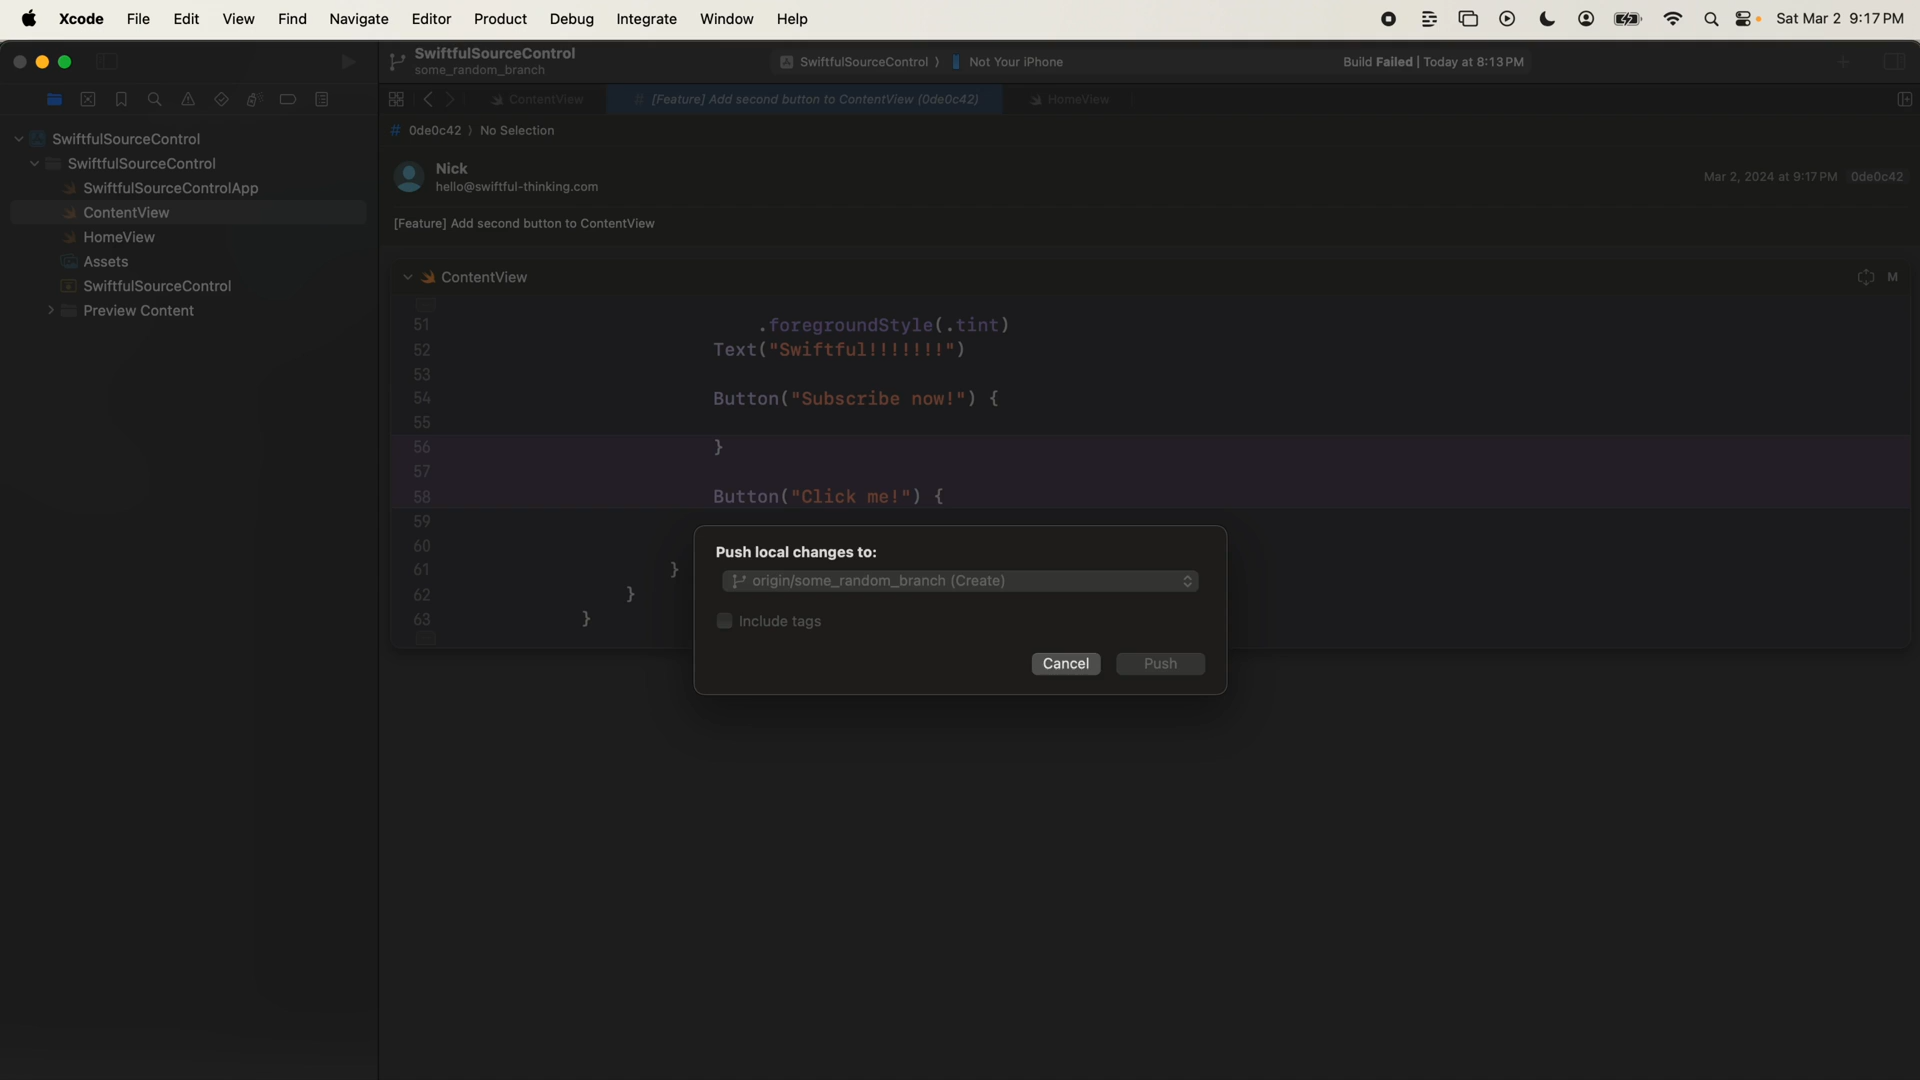 Xcode File Edit View Find Navigate Editor Product Debug Integrate Window Help Sat Mar 2 9:17 PM
SwiftfulSourceControl
some_random_branch
SwiftfulSourceControl 〉 Not Your iPhone
Build Failed | Today at 8:13 PM
ContentView
# [Feature] Add second button to ContentView (0de0c42)
HomeView
# 0de0c42 〉 No Selection
SwiftfulSourceControl
SwiftfulSourceControl
SwiftfulSourceControlApp
ContentView
HomeView
Assets
SwiftfulSourceControl
Preview Content
Nick
hello@swiftful-thinking.com
Mar 2, 2024 at 9:17 PM 0de0c42
[Feature] Add second button to ContentView
ContentView
M
51 .foregroundStyle(.tint)
52 Text("Swiftful!!!!!!!")
53
54 Button("Subscribe now!") {
55
56 }
57
58 Button("Click me!") {
59
60
61 }
62 }
63 }
Push local changes to:
origin/some_random_branch (Create)
Include tags
Cancel Push